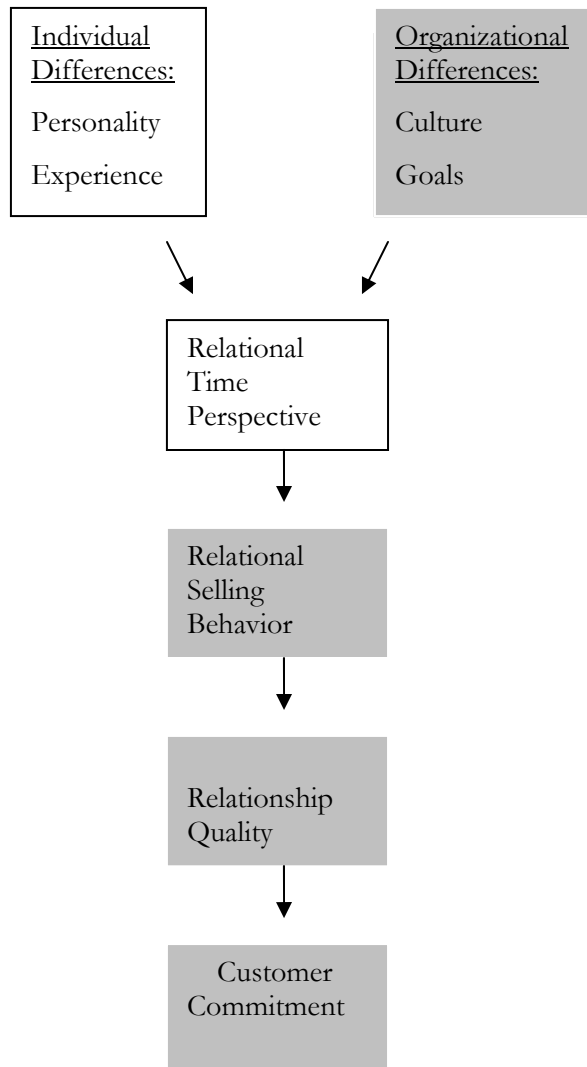 Individual
Differences:
Personality
Experience
Organizational
Differences:
Culture
Goals
Relational
Time
Perspective
Relational
Selling
Behavior
Relationship
Quality
Customer
Commitment